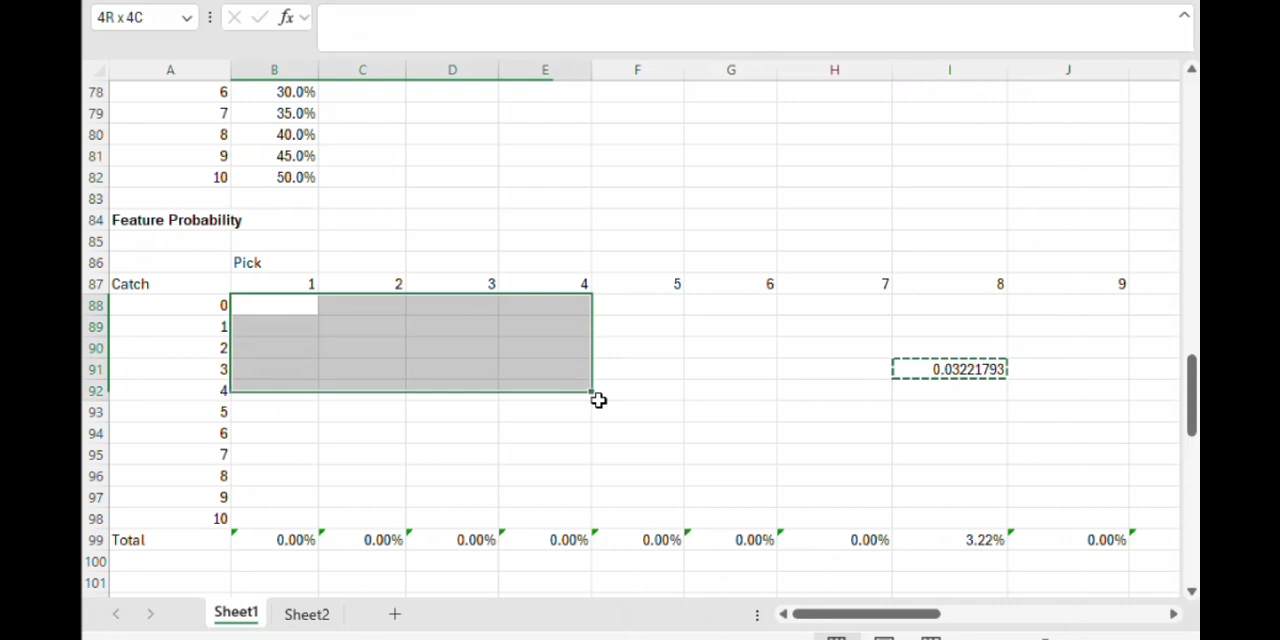 4R x 4C fx
A B C D E F G H I J
78 6 30.0%
79 7 35.0%
80 8 40.0%
81 9 45.0%
82 10 50.0%
83
84 Feature Probability
85
86 Pick
87 Catch 1 2 3 4 5 6 7 8 9
88 0
89 1
90 2
91 3 0.03221793
92 4
93 5
94 6
95 7
96 8
97 9
98 10
99 Total 0.00% 0.00% 0.00% 0.00% 0.00% 0.00% 0.00% 3.22% 0.00%
100
101
Sheet1 Sheet2